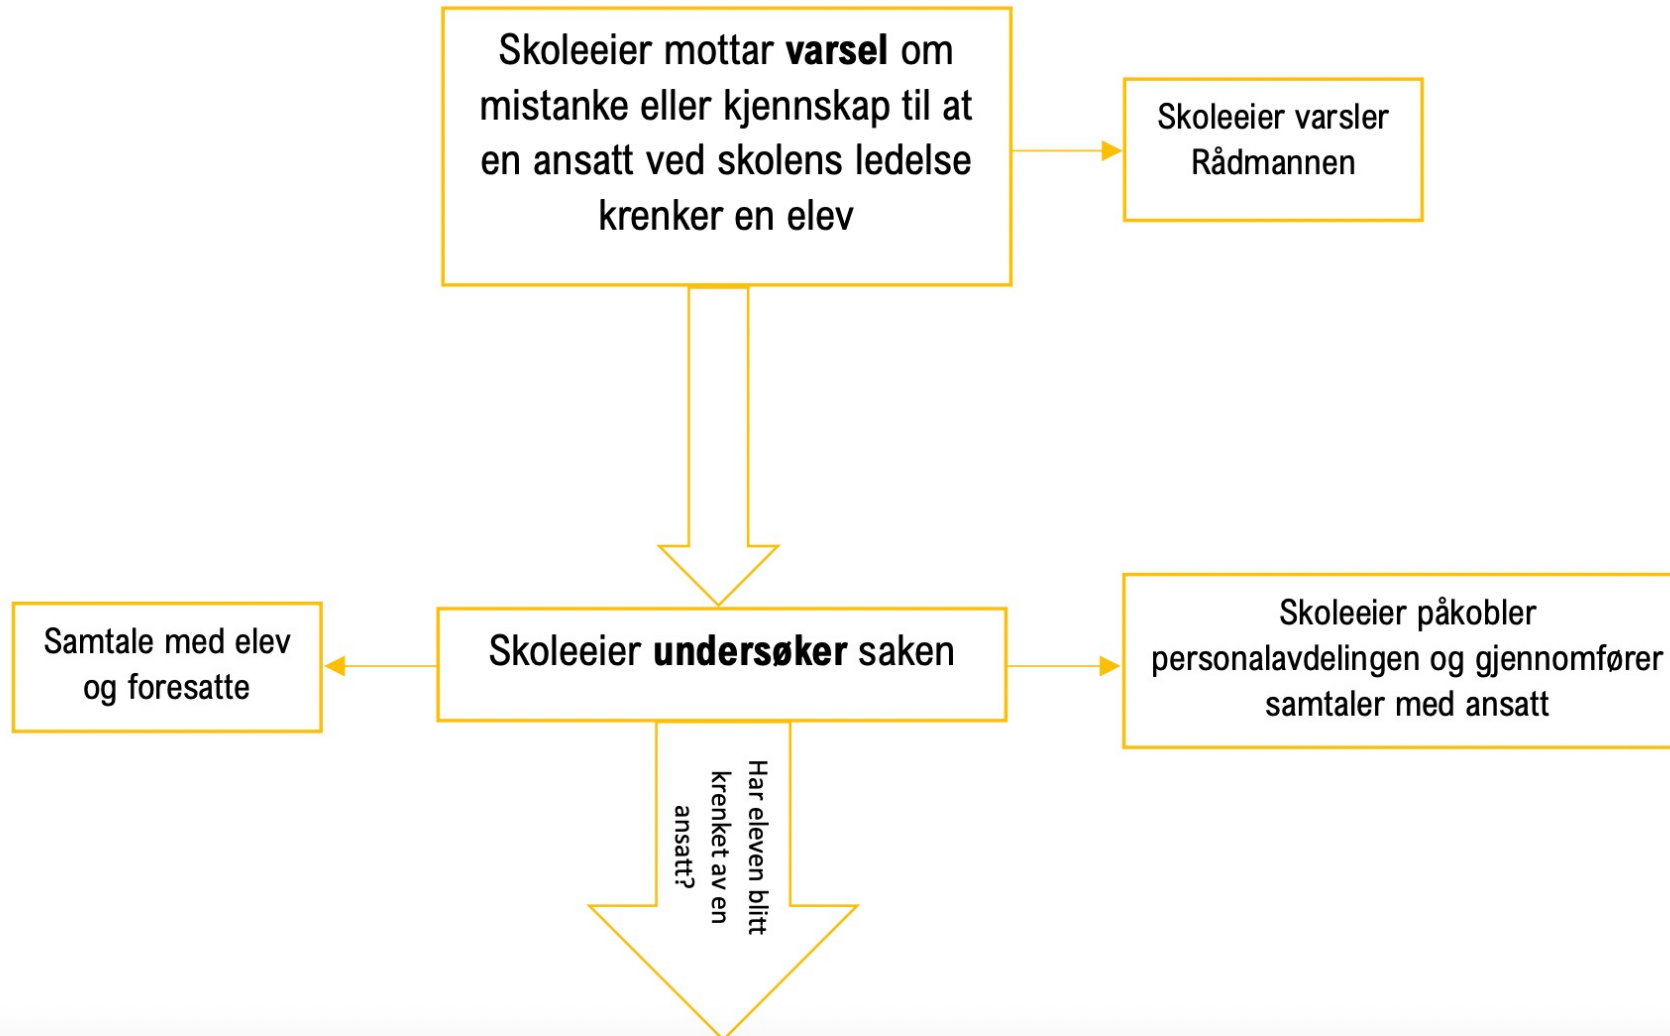 Skoleeier mottar varsel om
mistanke eller kjennskap til at
en ansatt ved skolens ledelse
krenker en elev
Skoleeier varsler
Rådmannen
Samtale med elev
og foresatte
Skoleeier undersøker saken
Skoleeier påkobler
personalavdelingen og gjennomfører
samtaler med ansatt
Har eleven blitt
krenket av en
ansatt?